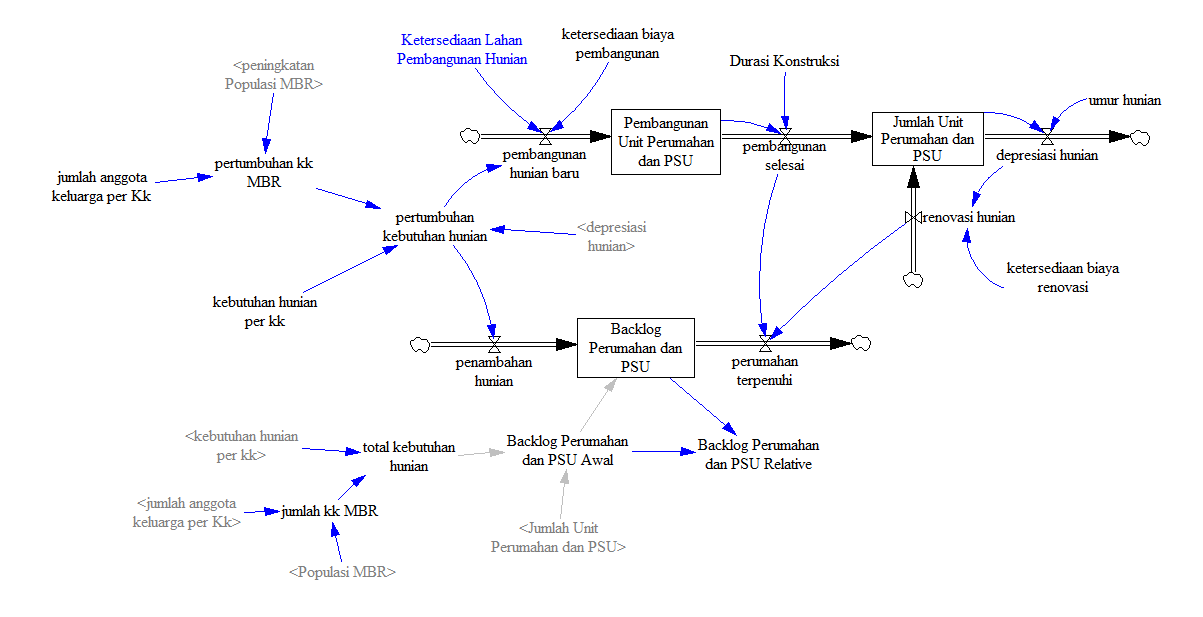 Ketersediaan Lahan
Pembangunan Hunian
ketersediaan biaya
pembangunan
Durasi Konstruksi
<peningkatan
Populasi MBR>
umur hunian
Pembangunan
Unit Perumahan
dan PSU
Jumlah Unit
Perumahan dan
PSU
pembangunan
hunian baru
pembangunan
selesai
depresiasi hunian
pertumbuhan kk
MBR
jumlah anggota
keluarga per Kk
pertumbuhan
kebutuhan hunian
<depresiasi
hunian>
renovasi hunian
ketersediaan biaya
renovasi
kebutuhan hunian
per kk
Backlog
Perumahan dan
PSU
penambahan
hunian
perumahan
terpenuhi
<kebutuhan hunian
per kk>
total kebutuhan
hunian
Backlog Perumahan
dan PSU Awal
Backlog Perumahan
dan PSU Relative
<jumlah anggota
keluarga per Kk>
jumlah kk MBR
<Jumlah Unit
Perumahan dan PSU>
<Populasi MBR>